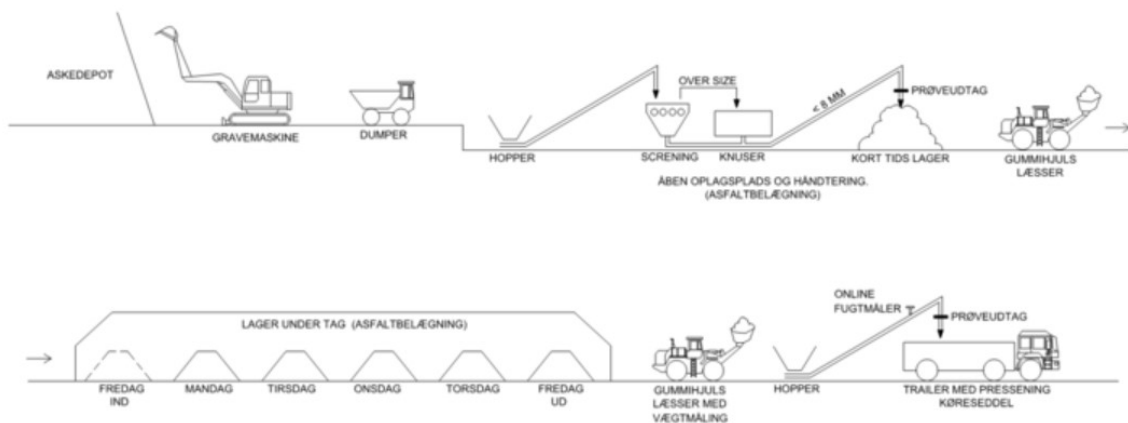 ASKEDEPOT
GRAVEMASKINE
DUMPER
HOPPER
OVER SIZE
SCRENING
KNUSER
< 8 MM
PRØVEUDTAG
KORT TIDS LAGER
GUMMIHJULS
LÆSSER
ÅBEN OPLAGSPLADS OG HÅNDTERING.
(ASFALTBELÆGNING)
LAGER UNDER TAG (ASFALTBELÆGNING)
FREDAG
IND
MANDAG
TIRSDAG
ONSDAG
TORSDAG
FREDAG
UD
GUMMIHJULS
LÆSSER MED
VÆGTMÅLING
HOPPER
ONLINE
FUGTMÅLER
PRØVEUDTAG
TRAILER MED PRESSENING
KØRESEDDEL